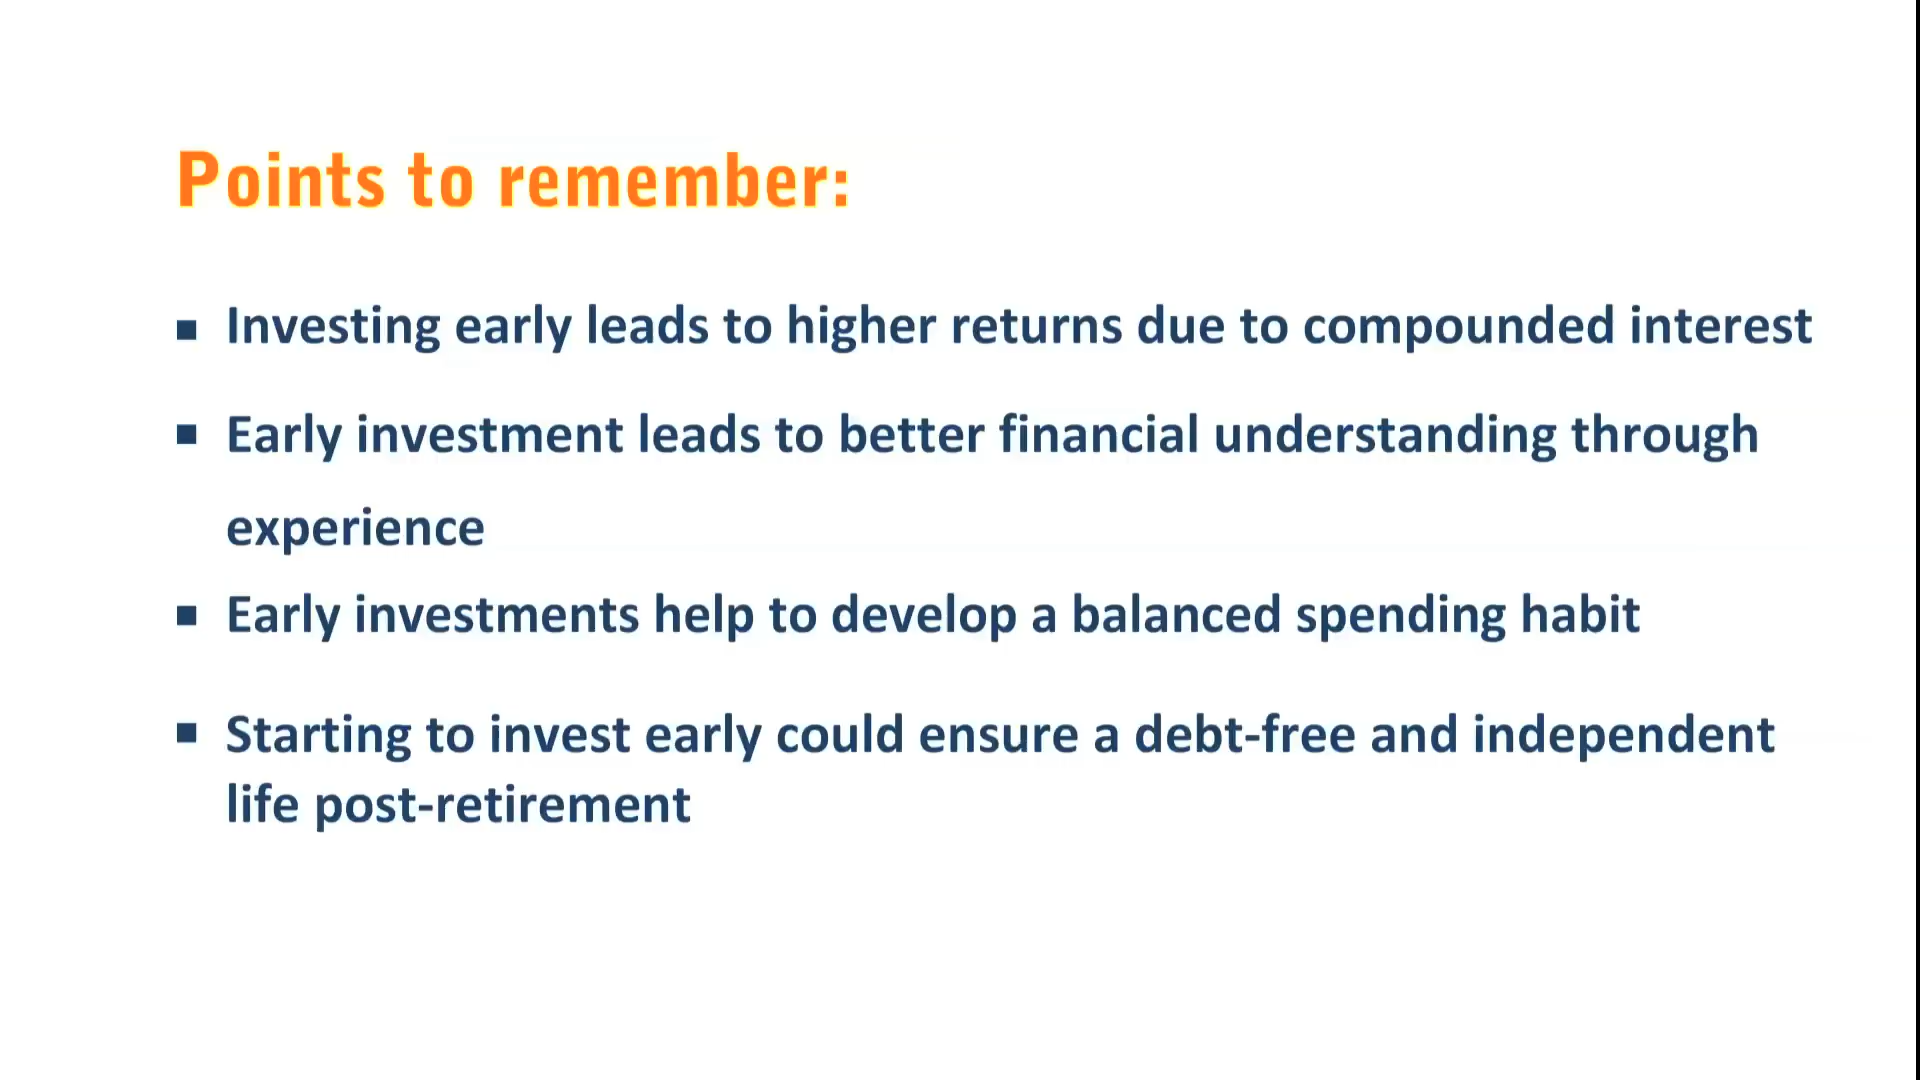 Points to remember:
▪ Investing early leads to higher returns due to compounded interest
▪ Early investment leads to better financial understanding through
experience
▪ Early investments help to develop a balanced spending habit
▪ Starting to invest early could ensure a debt-free and independent
life post-retirement